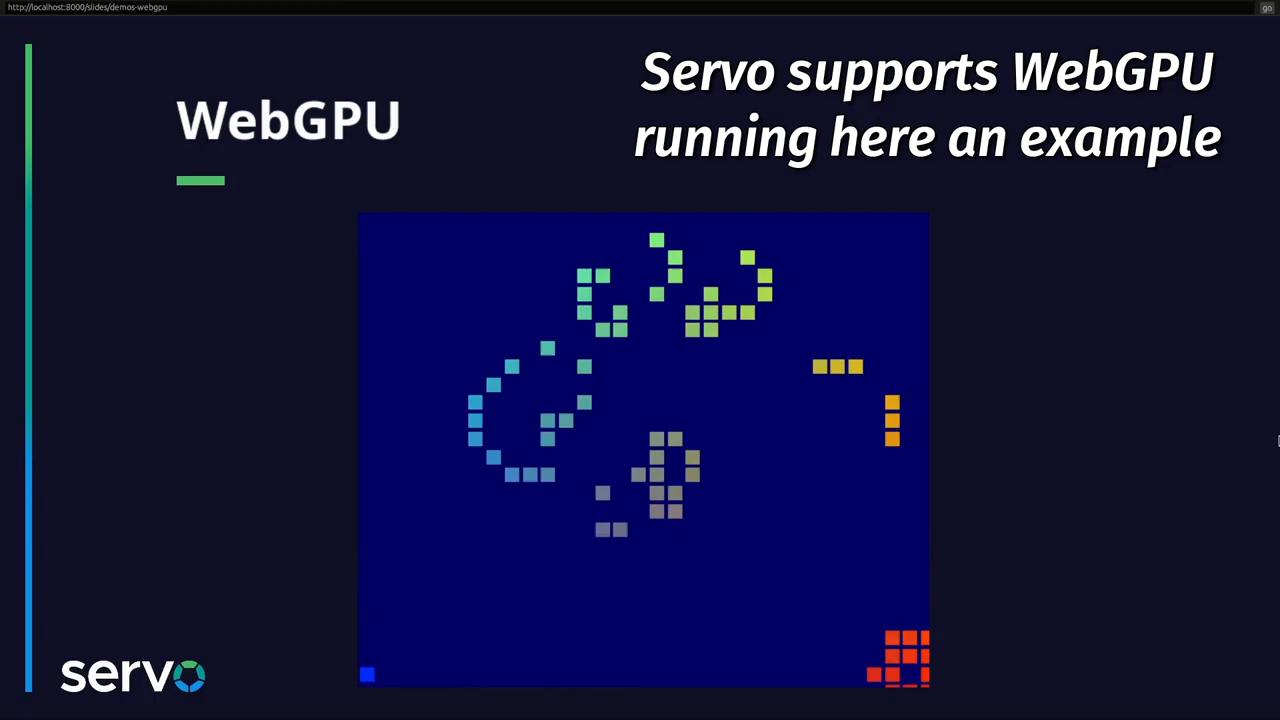 http://localhost:8000/slides/demos-webgpu
go
Servo supports WebGPU
running here an example
WebGPU
servo